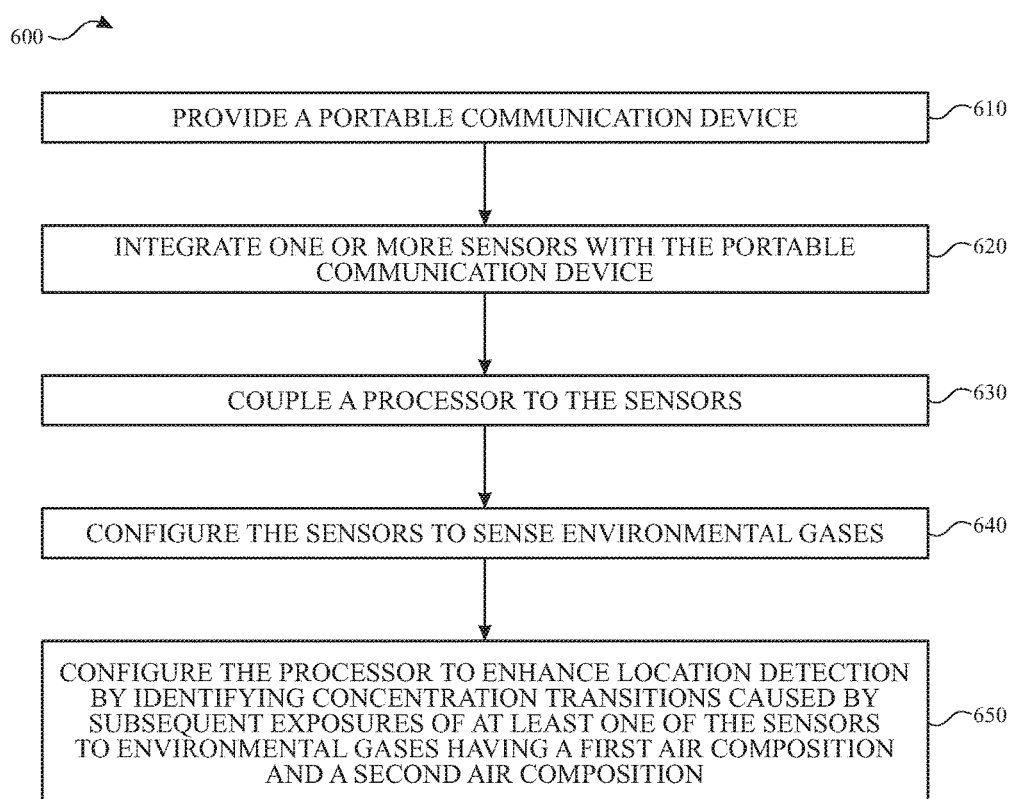 600
PROVIDE A PORTABLE COMMUNICATION DEVICE
610
INTEGRATE ONE OR MORE SENSORS WITH THE PORTABLE
COMMUNICATION DEVICE
620
COUPLE A PROCESSOR TO THE SENSORS
630
CONFIGURE THE SENSORS TO SENSE ENVIRONMENTAL GASES
640
CONFIGURE THE PROCESSOR TO ENHANCE LOCATION DETECTION
BY IDENTIFYING CONCENTRATION TRANSITIONS CAUSED BY
SUBSEQUENT EXPOSURES OF AT LEAST ONE OF THE SENSORS
TO ENVIRONMENTAL GASES HAVING A FIRST AIR COMPOSITION
AND A SECOND AIR COMPOSITION
650